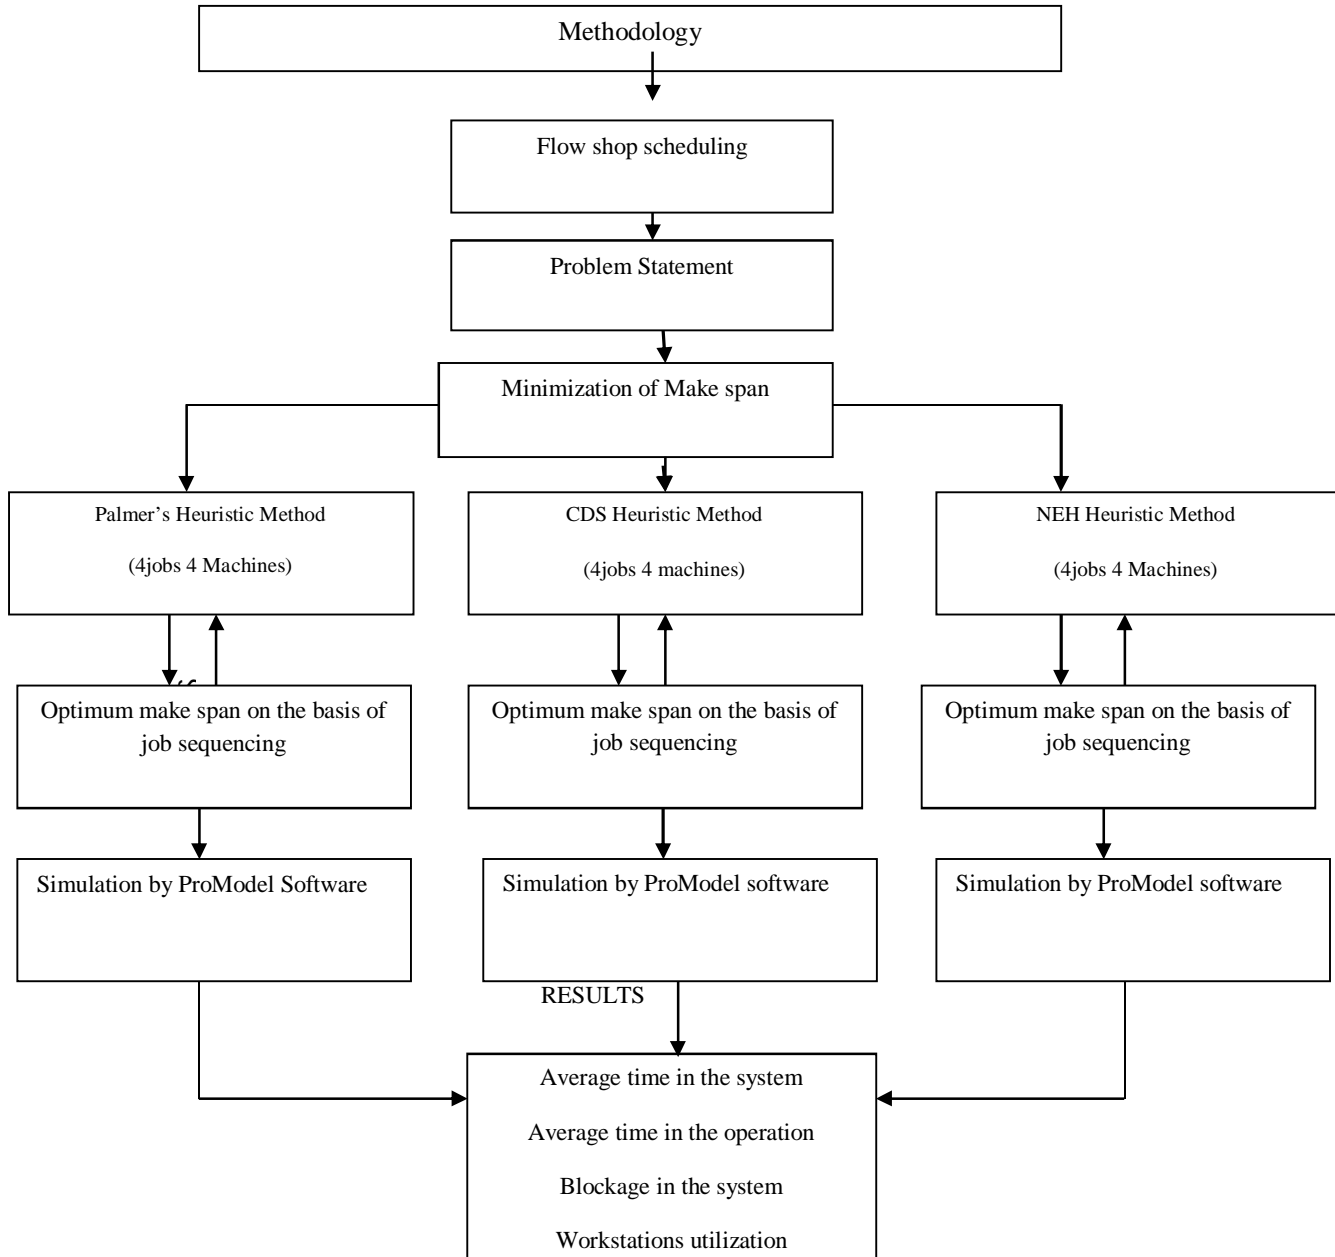 Methodology
Flow shop scheduling
Problem Statement
Minimization of Make span
Palmer's Heuristic Method
(4jobs 4 Machines)
CDS Heuristic Method
(4jobs 4 machines)
NEH Heuristic Method
(4jobs 4 Machines)
Optimum make span on the basis of
job sequencing
Optimum make span on the basis of
job sequencing
Optimum make span on the basis of
job sequencing
Simulation by ProModel Software
Simulation by ProModel software
Simulation by ProModel software
RESULTS
Average time in the system
Average time in the operation
Blockage in the system
Workstations utilization